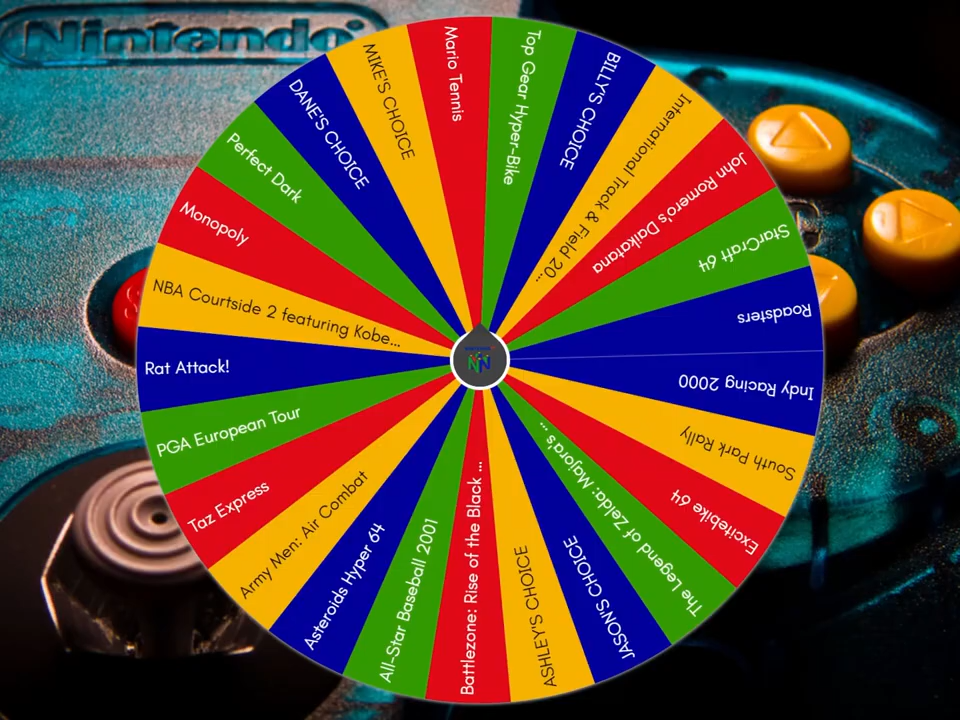 Nintendo
Mario Tennis
Top Gear Hyper-Bike
BILLY'S CHOICE
International Track & Field 20...
John Romero's Daikatana
StarCraft 64
Roadsters
Indy Racing 2000
South Park Rally
Excitebike 64
The Legend of Zelda: Majora's ...
JASON'S CHOICE
ASHLEY'S CHOICE
Battlezone: Rise of the Black ...
All-Star Baseball 2001
Asteroids Hyper 64
Army Men: Air Combat
Taz Express
PGA European Tour
Rat Attack!
NBA Courtside 2 featuring Kobe...
Monopoly
Perfect Dark
DANE'S CHOICE
MIKE'S CHOICE